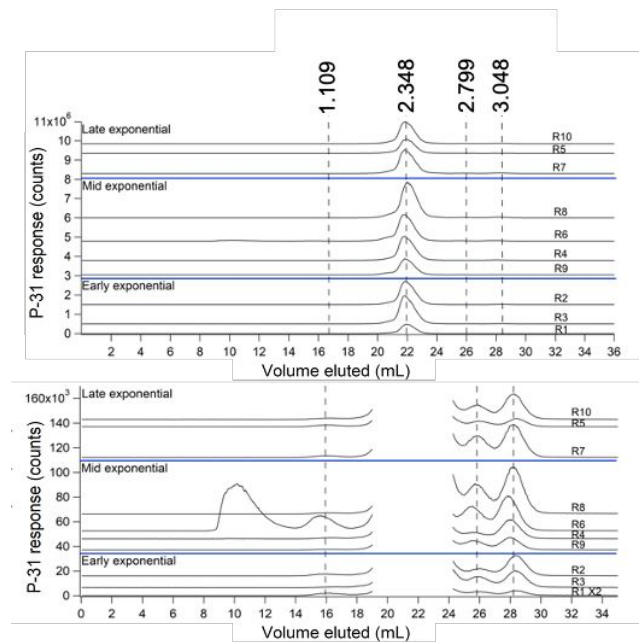 1.109 2.348 2.799 3.048
11x10⁶
10
9
8
7
6
5
4
3
2
1
0
P-31 response (counts)
Late exponential
R10
R5
R7
Mid exponential
R8
R6
R4
R9
Early exponential
R2
R3
R1
2 4 6 8 10 12 14 16 18 20 22 24 26 28 30 32 34 36
Volume eluted (mL)
160x10³
140
120
100
80
60
40
20
0
P-31 response (counts)
Late exponential
R10
R5
R7
Mid exponential
R8
R6
R4
R9
Early exponential
R2
R3
R1 X2
0 2 4 6 8 10 12 14 16 18 20 22 24 26 28 30 32 34
Volume eluted (mL)